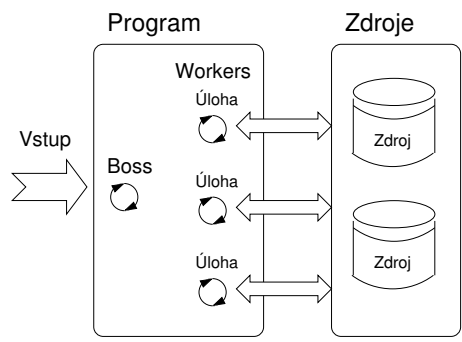 Program
Zdroje
Workers
Úloha
Zdroj
Vstup
Boss
Úloha
Úloha
Zdroj